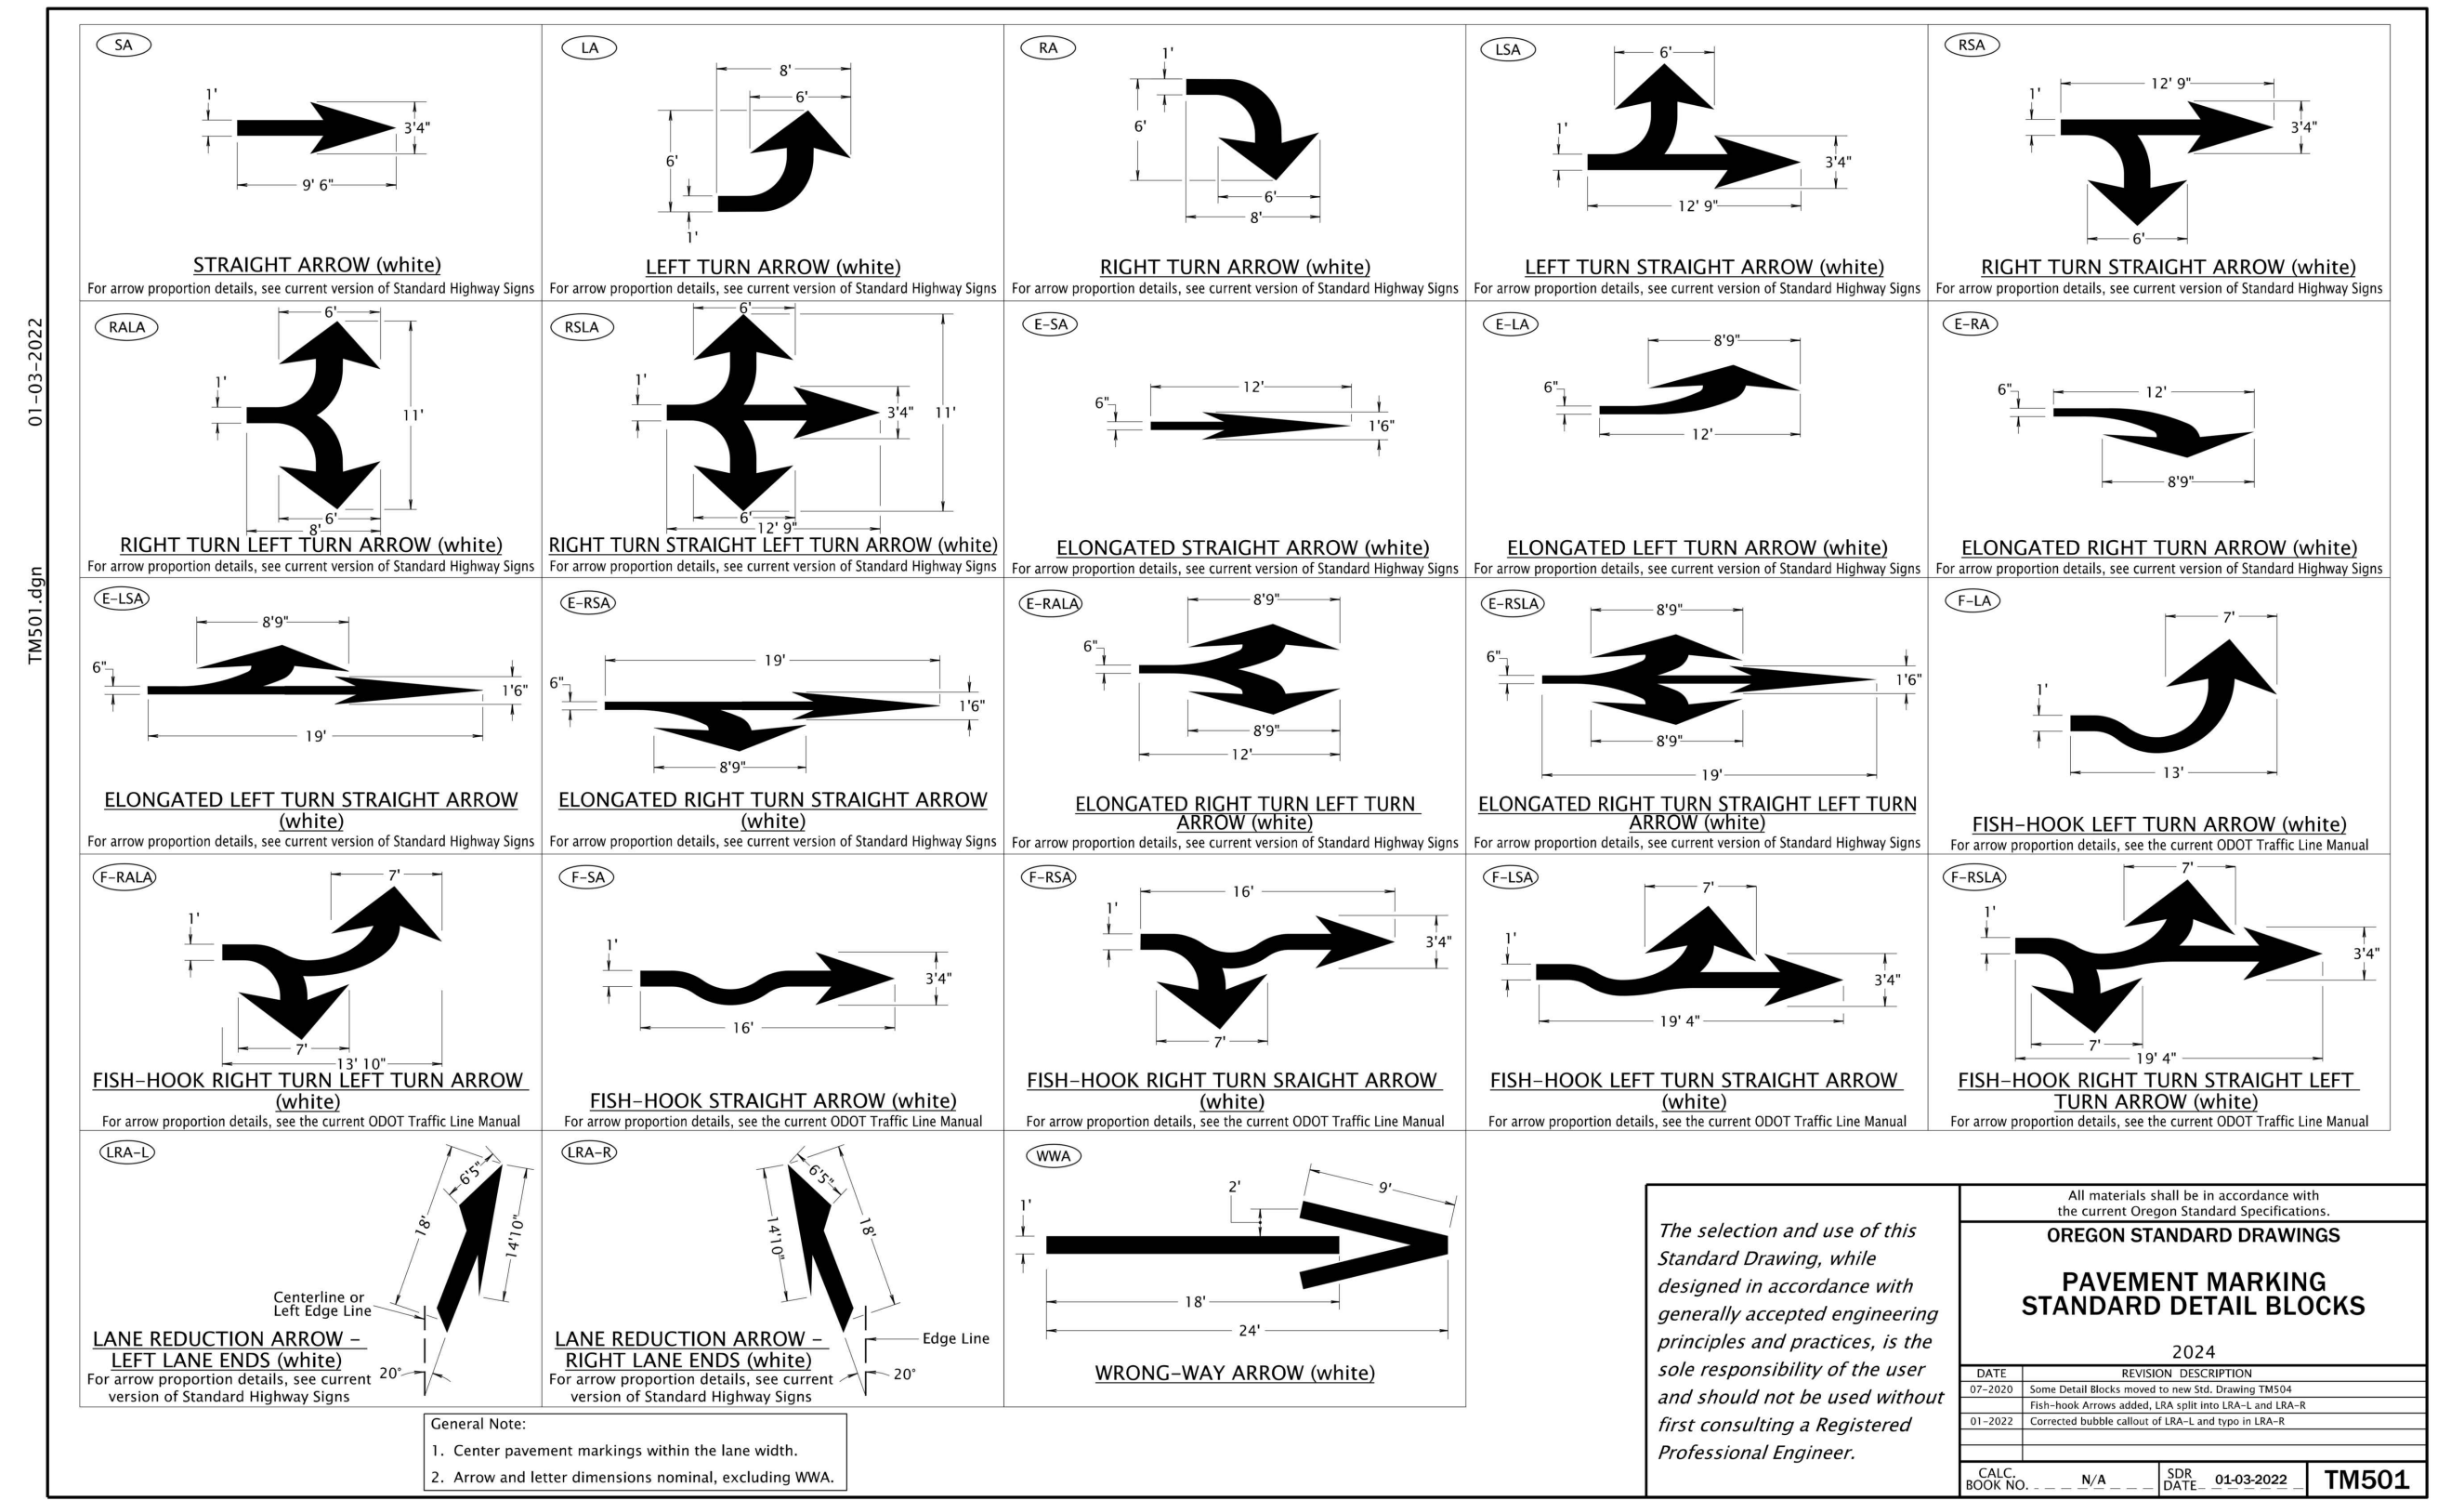 01-03-2022
TM501.dgn
SA
1'
3'4"
9' 6"
STRAIGHT ARROW (white)
For arrow proportion details, see current version of Standard Highway Signs
LA
8'
6'
6'
1'
LEFT TURN ARROW (white)
For arrow proportion details, see current version of Standard Highway Signs
RA
1'
6'
6'
8'
RIGHT TURN ARROW (white)
For arrow proportion details, see current version of Standard Highway Signs
LSA
6'
1'
3'4"
12' 9"
LEFT TURN STRAIGHT ARROW (white)
For arrow proportion details, see current version of Standard Highway Signs
RSA
12' 9"
1'
3'4"
6'
RIGHT TURN STRAIGHT ARROW (white)
For arrow proportion details, see current version of Standard Highway Signs
RALA
6'
1'
11'
6'
8'
RIGHT TURN LEFT TURN ARROW (white)
For arrow proportion details, see current version of Standard Highway Signs
RSLA
6'
1'
3'4"
11'
6'
12' 9"
RIGHT TURN STRAIGHT LEFT TURN ARROW (white)
For arrow proportion details, see current version of Standard Highway Signs
E-SA
12'
6"
1'6"
ELONGATED STRAIGHT ARROW (white)
For arrow proportion details, see current version of Standard Highway Signs
E-LA
8'9"
6"
12'
ELONGATED LEFT TURN ARROW (white)
For arrow proportion details, see current version of Standard Highway Signs
E-RA
6"
12'
8'9"
ELONGATED RIGHT TURN ARROW (white)
For arrow proportion details, see current version of Standard Highway Signs
E-LSA
8'9"
6"
1'6"
19'
ELONGATED LEFT TURN STRAIGHT ARROW
(white)
For arrow proportion details, see current version of Standard Highway Signs
E-RSA
19'
6"
1'6"
8'9"
ELONGATED RIGHT TURN STRAIGHT ARROW
(white)
For arrow proportion details, see current version of Standard Highway Signs
E-RALA
8'9"
6"
8'9"
12'
ELONGATED RIGHT TURN LEFT TURN
ARROW (white)
For arrow proportion details, see current version of Standard Highway Signs
E-RSLA
8'9"
6"
1'6"
8'9"
19'
ELONGATED RIGHT TURN STRAIGHT LEFT TURN
ARROW (white)
For arrow proportion details, see current version of Standard Highway Signs
F-LA
7'
1'
13'
FISH-HOOK LEFT TURN ARROW (white)
For arrow proportion details, see the current ODOT Traffic Line Manual
F-RALA
7'
1'
7'
13' 10"
FISH-HOOK RIGHT TURN LEFT TURN ARROW
(white)
For arrow proportion details, see the current ODOT Traffic Line Manual
F-SA
1'
3'4"
16'
FISH-HOOK STRAIGHT ARROW (white)
For arrow proportion details, see the current ODOT Traffic Line Manual
F-RSA
16'
1'
3'4"
7'
FISH-HOOK RIGHT TURN SRAIGHT ARROW
(white)
For arrow proportion details, see the current ODOT Traffic Line Manual
F-LSA
7'
1'
3'4"
19' 4"
FISH-HOOK LEFT TURN STRAIGHT ARROW
(white)
For arrow proportion details, see the current ODOT Traffic Line Manual
F-RSLA
7'
1'
3'4"
7'
19' 4"
FISH-HOOK RIGHT TURN STRAIGHT LEFT
TURN ARROW (white)
For arrow proportion details, see the current ODOT Traffic Line Manual
LRA-L
6'5"
18'
14'10"
Centerline or
Left Edge Line
LANE REDUCTION ARROW -
LEFT LANE ENDS (white)
For arrow proportion details, see current
version of Standard Highway Signs
20°
LRA-R
6'5"
14'10"
18'
Edge Line
LANE REDUCTION ARROW -
RIGHT LANE ENDS (white)
For arrow proportion details, see current
version of Standard Highway Signs
20°
WWA
2'
9'
1'
18'
24'
WRONG-WAY ARROW (white)
General Note:
1. Center pavement markings within the lane width.
2. Arrow and letter dimensions nominal, excluding WWA.
The selection and use of this
Standard Drawing, while
designed in accordance with
generally accepted engineering
principles and practices, is the
sole responsibility of the user
and should not be used without
first consulting a Registered
Professional Engineer.
All materials shall be in accordance with
the current Oregon Standard Specifications.
OREGON STANDARD DRAWINGS
PAVEMENT MARKING
STANDARD DETAIL BLOCKS
2024
DATE REVISION DESCRIPTION
07-2020 Some Detail Blocks moved to new Std. Drawing TM504
Fish-hook Arrows added, LRA split into LRA-L and LRA-R
01-2022 Corrected bubble callout of LRA-L and typo in LRA-R
CALC. BOOK NO. N/A
SDR DATE 01-03-2022
TM501